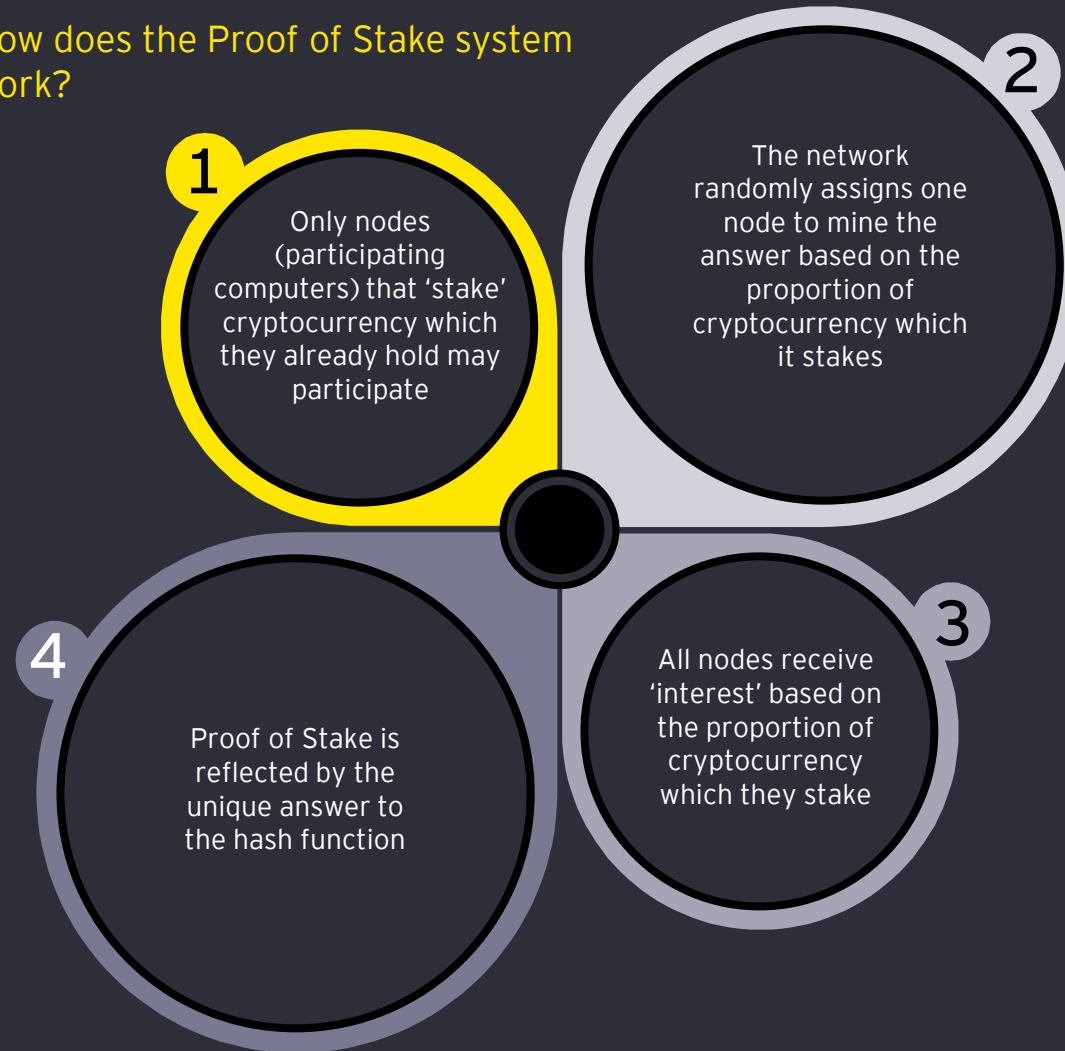 ow does the Proof of Stake system
ork?
1
Only nodes
(participating
computers) that ‘stake’
cryptocurrency which
they already hold may
participate
2
The network
randomly assigns one
node to mine the
answer based on the
proportion of
cryptocurrency which
it stakes
3
All nodes receive
‘interest’ based on
the proportion of
cryptocurrency
which they stake
4
Proof of Stake is
reflected by the
unique answer to
the hash function